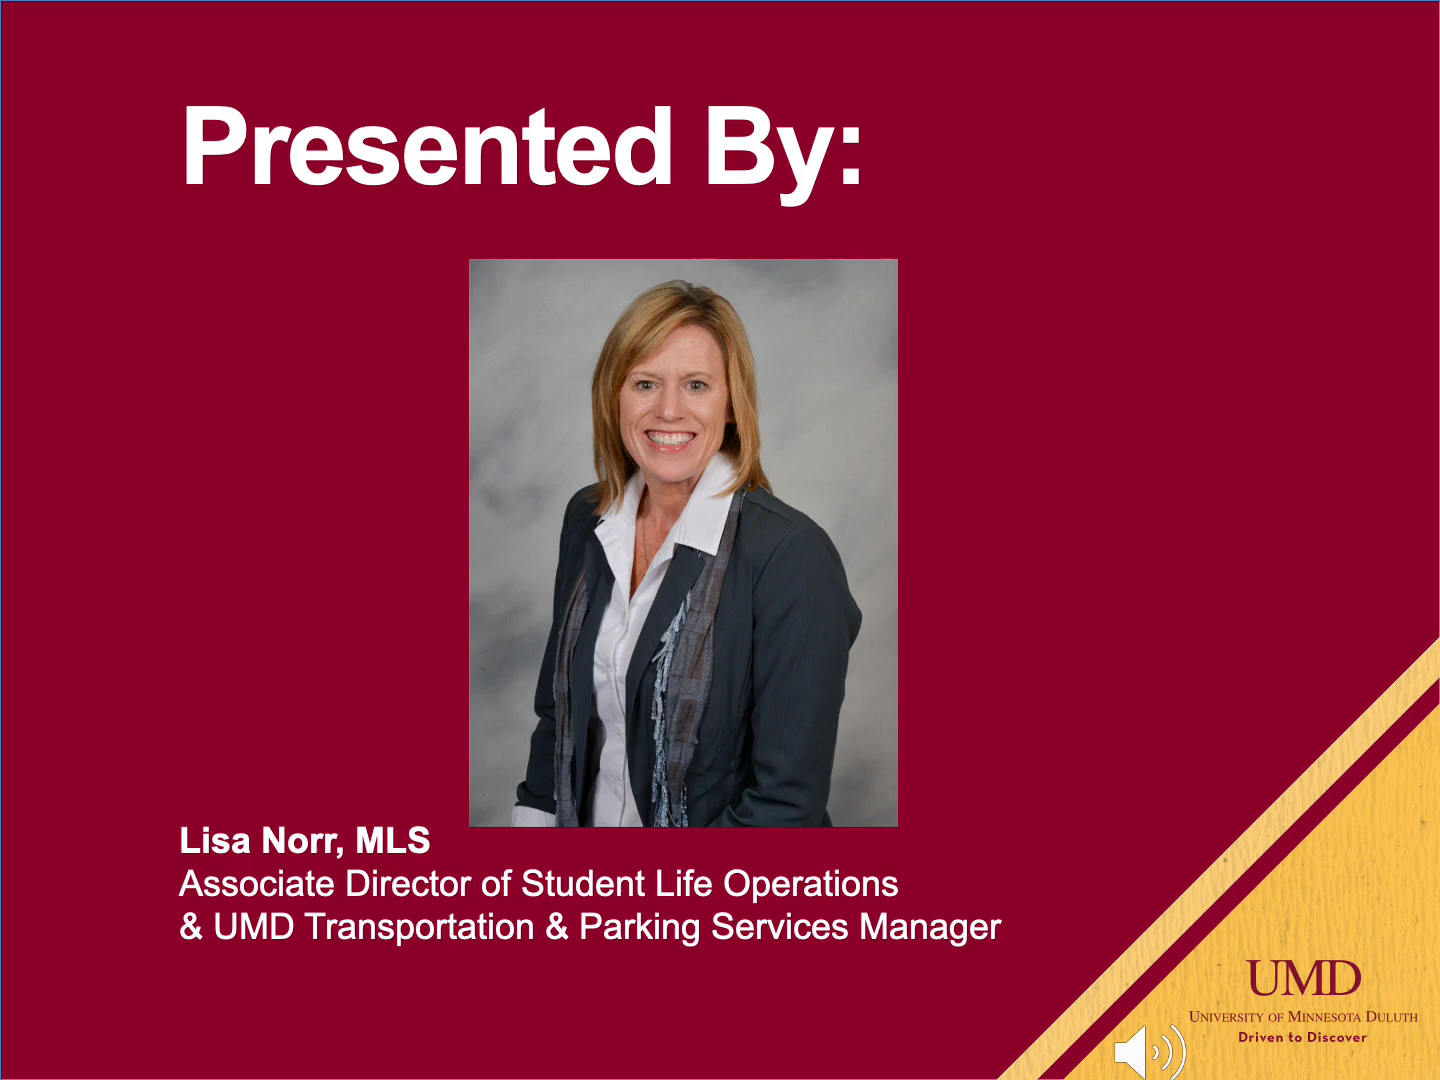 Presented By:
Lisa Norr, MLS
Associate Director of Student Life Operations
& UMD Transportation & Parking Services Manager
UMD
UNIVERSITY OF MINNESOTA DULUTH
Driven to Discover